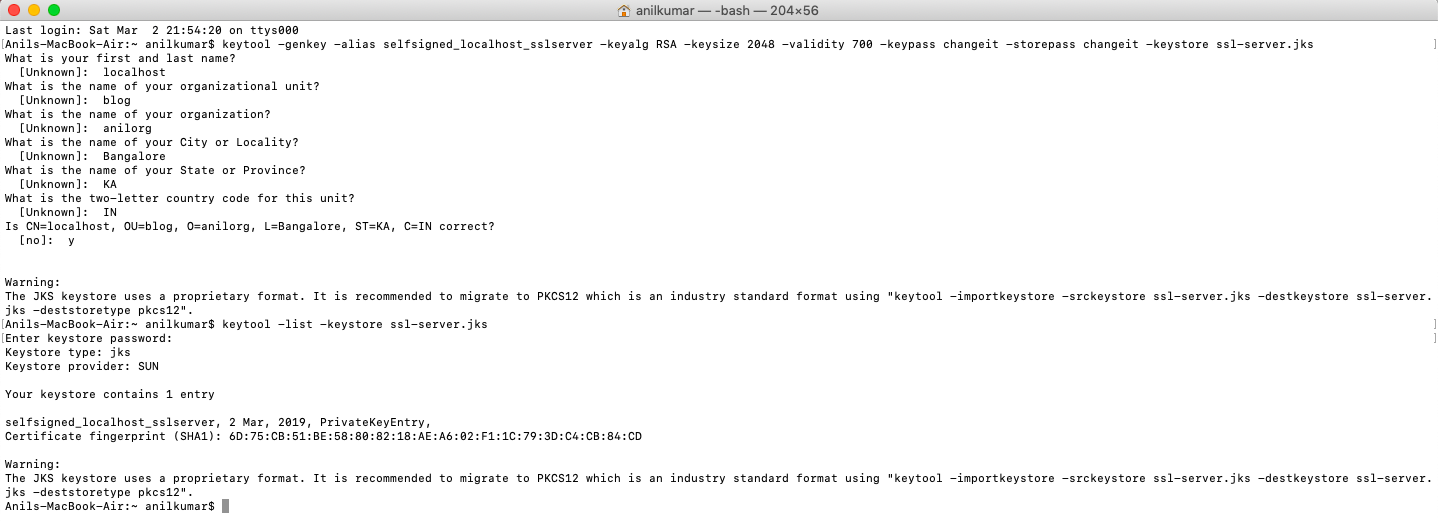 anilkumar — -bash — 204×56
Last login: Sat Mar  2 21:54:20 on ttys000
[Anils-MacBook-Air:~ anilkumar$ keytool -genkey -alias selfsigned_localhost_sslserver -keyalg RSA -keysize 2048 -validity 700 -keypass changeit -storepass changeit -keystore ssl-server.jks ]
What is your first and last name?
  [Unknown]:  localhost
What is the name of your organizational unit?
  [Unknown]:  blog
What is the name of your organization?
  [Unknown]:  anilorg
What is the name of your City or Locality?
  [Unknown]:  Bangalore
What is the name of your State or Province?
  [Unknown]:  KA
What is the two-letter country code for this unit?
  [Unknown]:  IN
Is CN=localhost, OU=blog, O=anilorg, L=Bangalore, ST=KA, C=IN correct?
  [no]:  y
Warning:
The JKS keystore uses a proprietary format. It is recommended to migrate to PKCS12 which is an industry standard format using "keytool -importkeystore -srckeystore ssl-server.jks -destkeystore ssl-server.
jks -deststoretype pkcs12".
[Anils-MacBook-Air:~ anilkumar$ keytool -list -keystore ssl-server.jks ]
[Enter keystore password: ]
Keystore type: jks
Keystore provider: SUN
Your keystore contains 1 entry
selfsigned_localhost_sslserver, 2 Mar, 2019, PrivateKeyEntry,
Certificate fingerprint (SHA1): 6D:75:CB:51:BE:58:80:82:18:AE:A6:02:F1:1C:79:3D:C4:CB:84:CD
Warning:
The JKS keystore uses a proprietary format. It is recommended to migrate to PKCS12 which is an industry standard format using "keytool -importkeystore -srckeystore ssl-server.jks -destkeystore ssl-server.
jks -deststoretype pkcs12".
Anils-MacBook-Air:~ anilkumar$